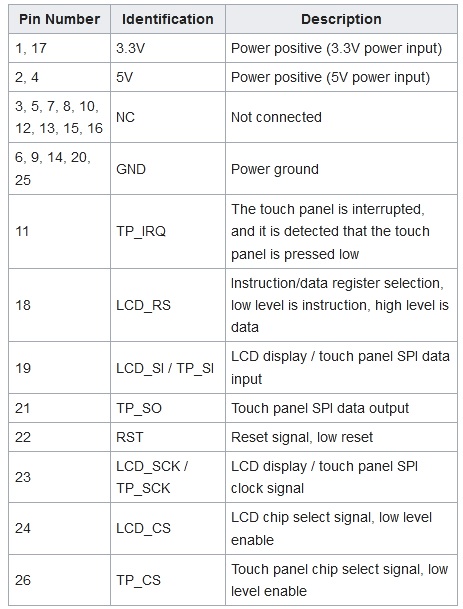 Pin Number Identification Description
1, 17 3.3V Power positive (3.3V power input)
2, 4 5V Power positive (5V power input)
3, 5, 7, 8, 10,
12, 13, 15, 16
NC
Not connected
6, 9, 14, 20,
25
GND
Power ground
11
TP_IRQ
The touch panel is interrupted,
and it is detected that the touch
panel is pressed low
18
LCD_RS
Instruction/data register selection,
low level is instruction, high level is
data
19
LCD_SI / TP_SI
LCD display / touch panel SPI data
input
21 TP_SO Touch panel SPI data output
22 RST Reset signal, low reset
23
LCD_SCK /
TP_SCK
LCD display / touch panel SPI
clock signal
24
LCD_CS
LCD chip select signal, low level
enable
26
TP_CS
Touch panel chip select signal, low
level enable